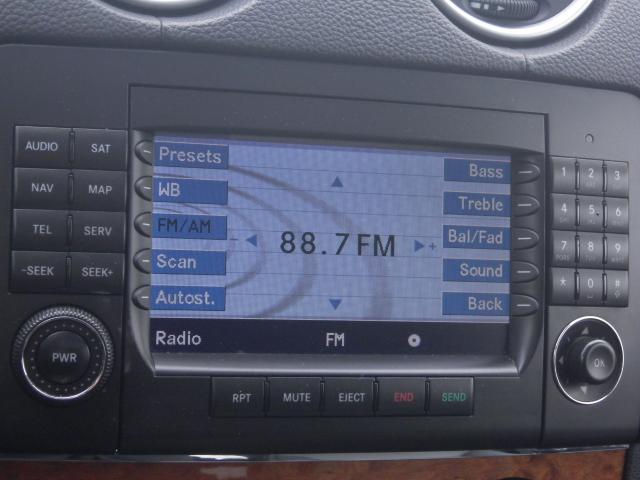 AUDIO SAT
NAV MAP
TEL SERV
-SEEK SEEK+
PWR
Presets
WB
FM/AM
Scan
Autost.
- 88.7 FM +
Bass
Treble
Bal/Fad
Sound
Back
Radio FM
RPT MUTE EJECT END SEND
1 2 3
4 5 6
7 8 9
* 0 #
OK